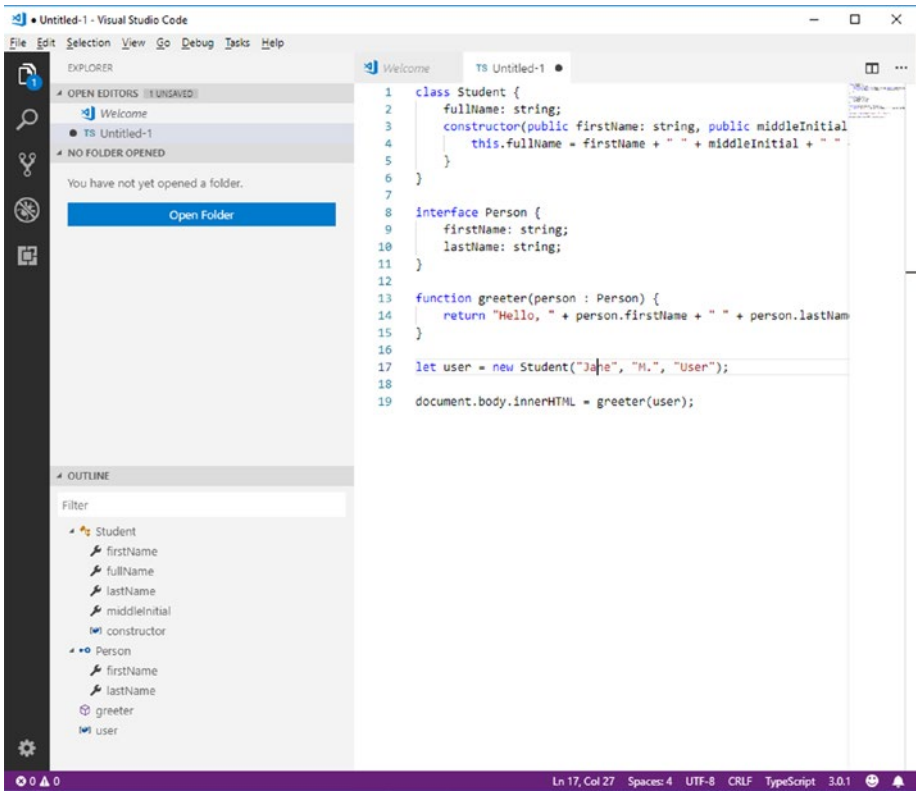 ● Untitled-1 - Visual Studio Code
File Edit Selection View Go Debug Tasks Help
EXPLORER
OPEN EDITORS 1 UNSAVED
Welcome
● TS Untitled-1
NO FOLDER OPENED
You have not yet opened a folder.
Open Folder
OUTLINE
Filter
Student
firstName
fullName
lastName
middleInitial
constructor
Person
firstName
lastName
greeter
user
Welcome TS Untitled-1 ●
1 class Student {
2 fullName: string;
3 constructor(public firstName: string, public middleInitial
4 this.fullName = firstName + " " + middleInitial + " "
5 }
6 }
7
8 interface Person {
9 firstName: string;
10 lastName: string;
11 }
12
13 function greeter(person : Person) {
14 return "Hello, " + person.firstName + " " + person.lastNam
15 }
16
17 let user = new Student("Jane", "M.", "User");
18
19 document.body.innerHTML = greeter(user);
0 0 Ln 17, Col 27 Spaces: 4 UTF-8 CRLF TypeScript 3.0.1
1